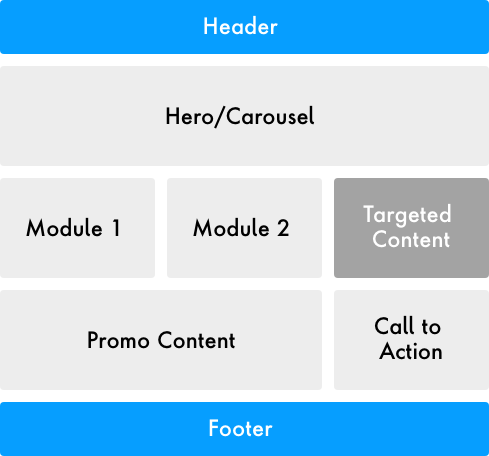 Header
Hero/Carousel
Module 1
Module 2
Targeted
Content
Promo Content
Call to
Action
Footer